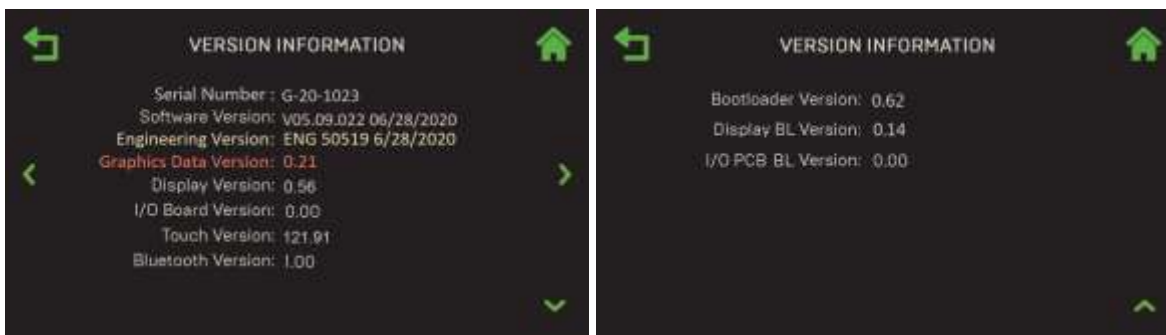 VERSION INFORMATION
Serial Number : G-20-1023
Software Version: V05.09.022 06/28/2020
Engineering Version: ENG 50519 6/28/2020
Graphics Data Version: 0.21
Display Version: 0.56
I/O Board Version: 0.00
Touch Version: 121.91
Bluetooth Version: 1.00
VERSION INFORMATION
Bootloader Version: 0.62
Display BL Version: 0.14
I/O PCB BL Version: 0.00